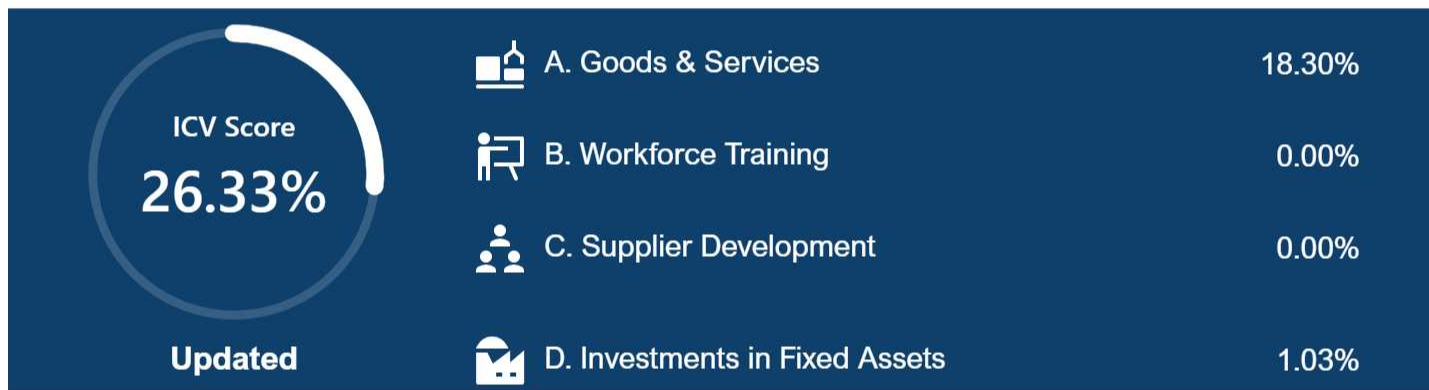 ICV Score
26.33%
Updated
A. Goods & Services 18.30%
B. Workforce Training 0.00%
C. Supplier Development 0.00%
D. Investments in Fixed Assets 1.03%